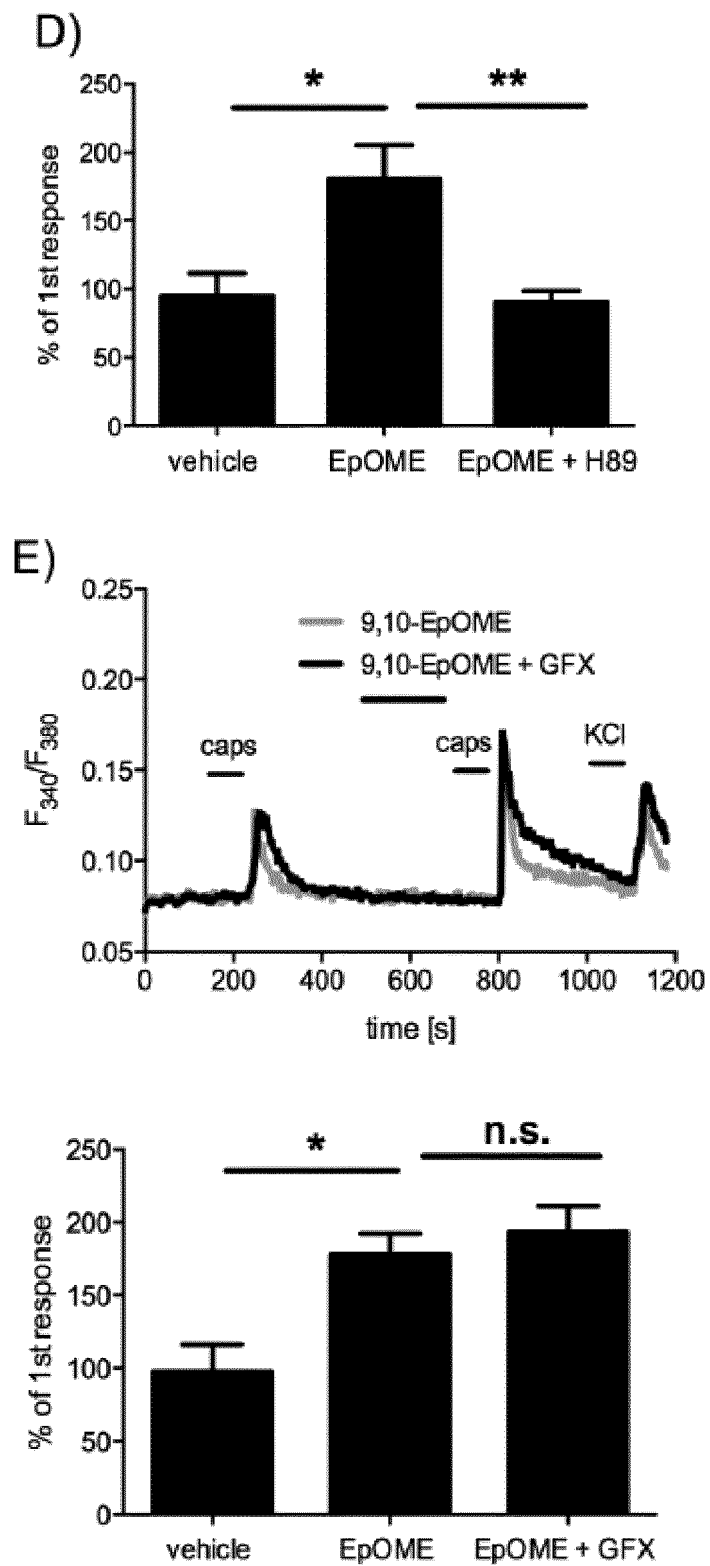 D)
* **
250
200
150
100
50
0
% of 1st response
vehicle EpOME EpOME + H89
E)
0.25
0.20
0.15
0.10
0.05
F340/F380
9,10-EpOME
9,10-EpOME + GFX
caps caps KCl
0 200 400 600 800 1000 1200
time [s]
* n.s.
250
200
150
100
50
0
% of 1st response
vehicle EpOME EpOME + GFX